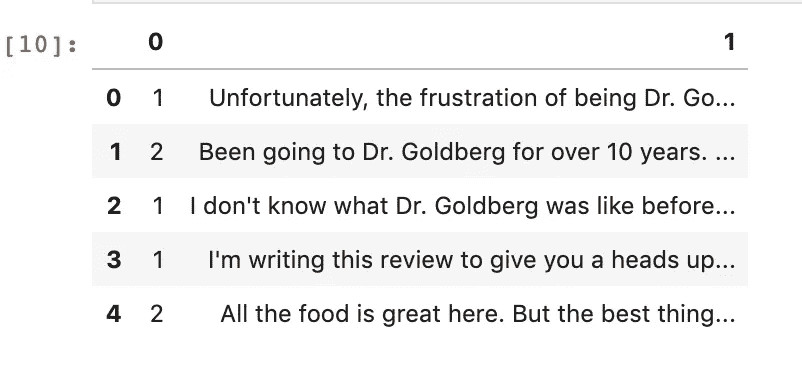 [10]: 0 1
0 1 Unfortunately, the frustration of being Dr. Go...
1 2 Been going to Dr. Goldberg for over 10 years. ...
2 1 I don't know what Dr. Goldberg was like before...
3 1 I'm writing this review to give you a heads up...
4 2 All the food is great here. But the best thing...